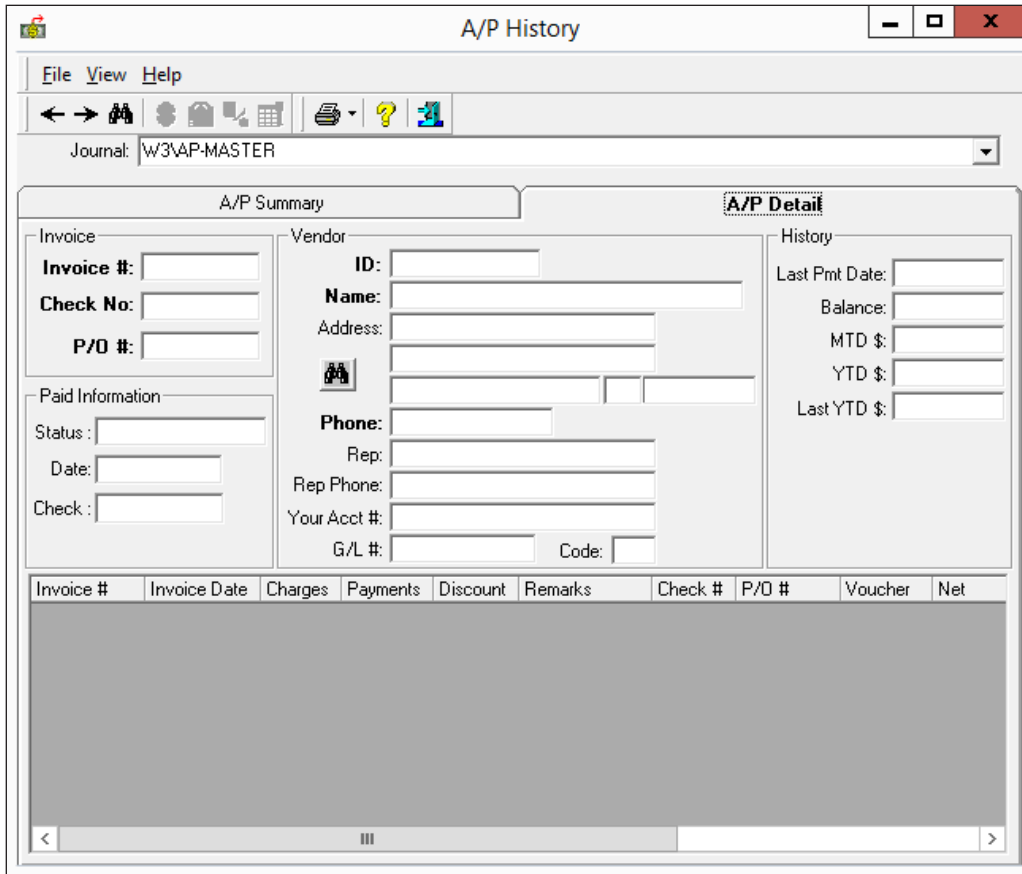 A/P History
File View Help
Journal: W3\AP-MASTER
A/P Summary
A/P Detail
Invoice
Invoice #:
Check No:
P/O #:
Paid Information
Status :
Date:
Check :
Vendor
ID:
Name:
Address:
Phone:
Rep:
Rep Phone:
Your Acct #:
G/L #:
Code:
History
Last Pmt Date:
Balance:
MTD $:
YTD $:
Last YTD $:
Invoice # Invoice Date Charges Payments Discount Remarks Check # P/O # Voucher Net